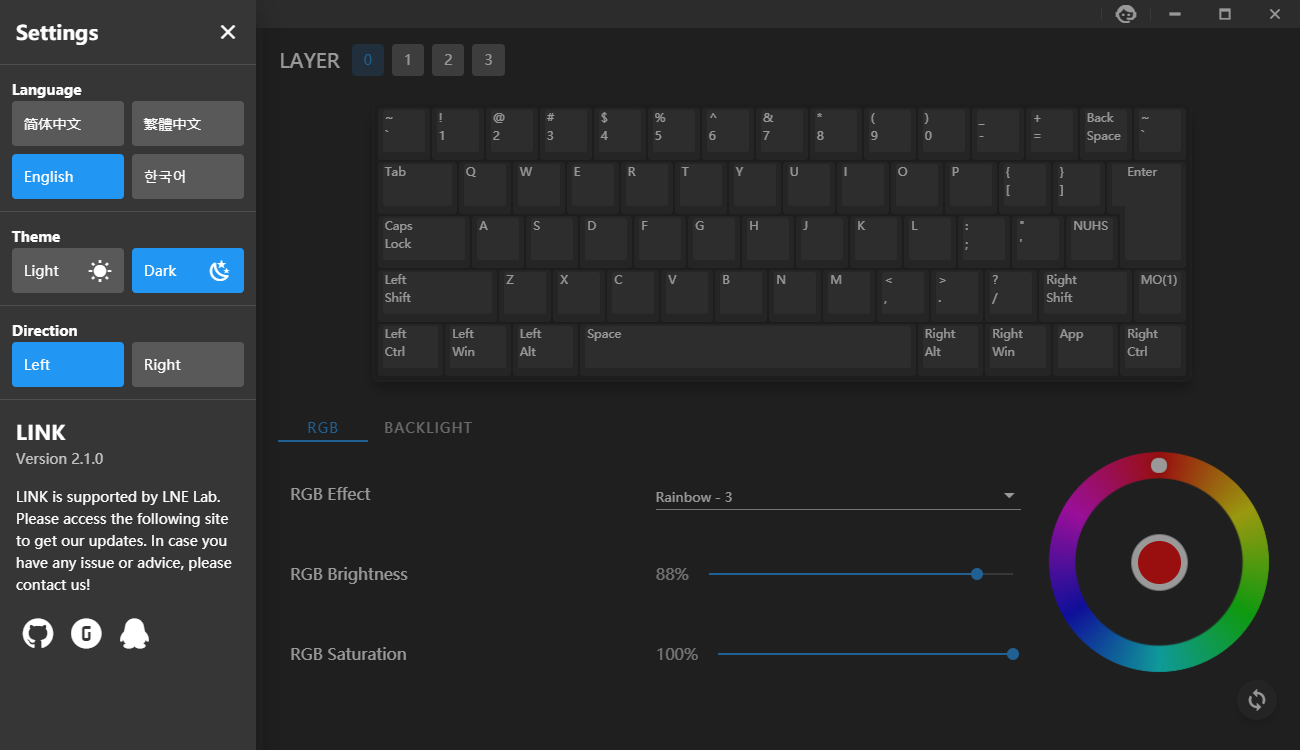 Settings
Language
简体中文
繁體中文
English
한국어
Theme
Light
Dark
Direction
Left
Right
LINK
Version 2.1.0
LINK is supported by LNE Lab.
Please access the following site
to get our updates. In case you
have any issue or advice, please
contact us!
G
LAYER 0 1 2 3
~ ! @ # $ % ^ & * ( ) _ + Back ~
` 1 2 3 4 5 6 7 8 9 0 - = Space `
Tab Q W E R T Y U I O P { } Enter
[ ]
Caps A S D F G H J K L : " NUHS
Lock ; '
Left Z X C V B N M < > ? Right MO(1)
Shift , . / Shift
Left Left Left Space Right Right App Right
Ctrl Win Alt Alt Win Ctrl
RGB BACKLIGHT
RGB Effect
Rainbow - 3
RGB Brightness
88%
RGB Saturation
100%